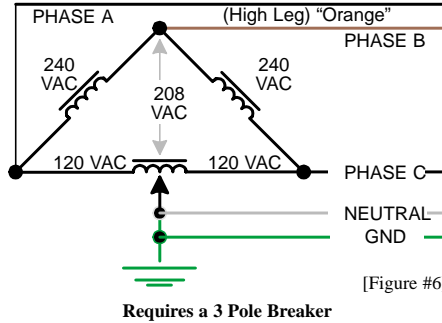 PHASE A
(High Leg) “Orange”
PHASE B
240
VAC
240
VAC
208
VAC
120 VAC
120 VAC
PHASE C
NEUTRAL
GND
[Figure #6
Requires a 3 Pole Breaker